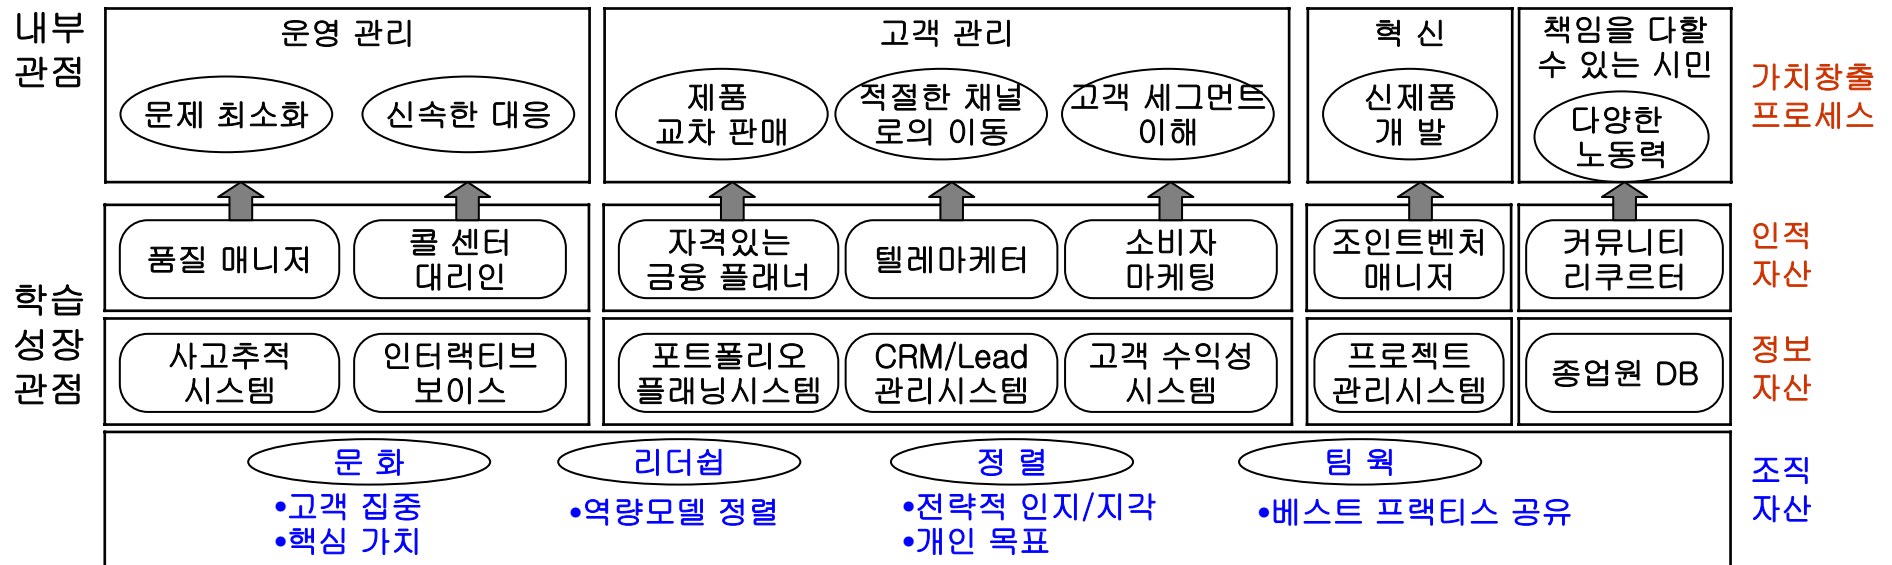 내부
관점
운영 관리
문제 최소화
신속한 대응
고객 관리
제품
교차 판매
적절한 채널
로의 이동
고객 세그먼트
이해
혁 신
신제품
개 발
책임을 다할
수 있는 시민
다양한
노동력
가치창출
프로세스
학습
성장
관점
품질 매니저
콜 센터
대리인
자격있는
금융 플래너
텔레마케터
소비자
마케팅
조인트벤처
매니저
커뮤니티
리쿠르터
인적
자산
사고추적
시스템
인터랙티브
보이스
포트폴리오
플래닝시스템
CRM/Lead
관리시스템
고객 수익성
시스템
프로젝트
관리시스템
종업원 DB
정보
자산
문 화
•고객 집중
•핵심 가치
리더쉽
•역량모델 정렬
정 렬
•전략적 인지/지각
•개인 목표
팀 웍
•베스트 프랙티스 공유
조직
자산